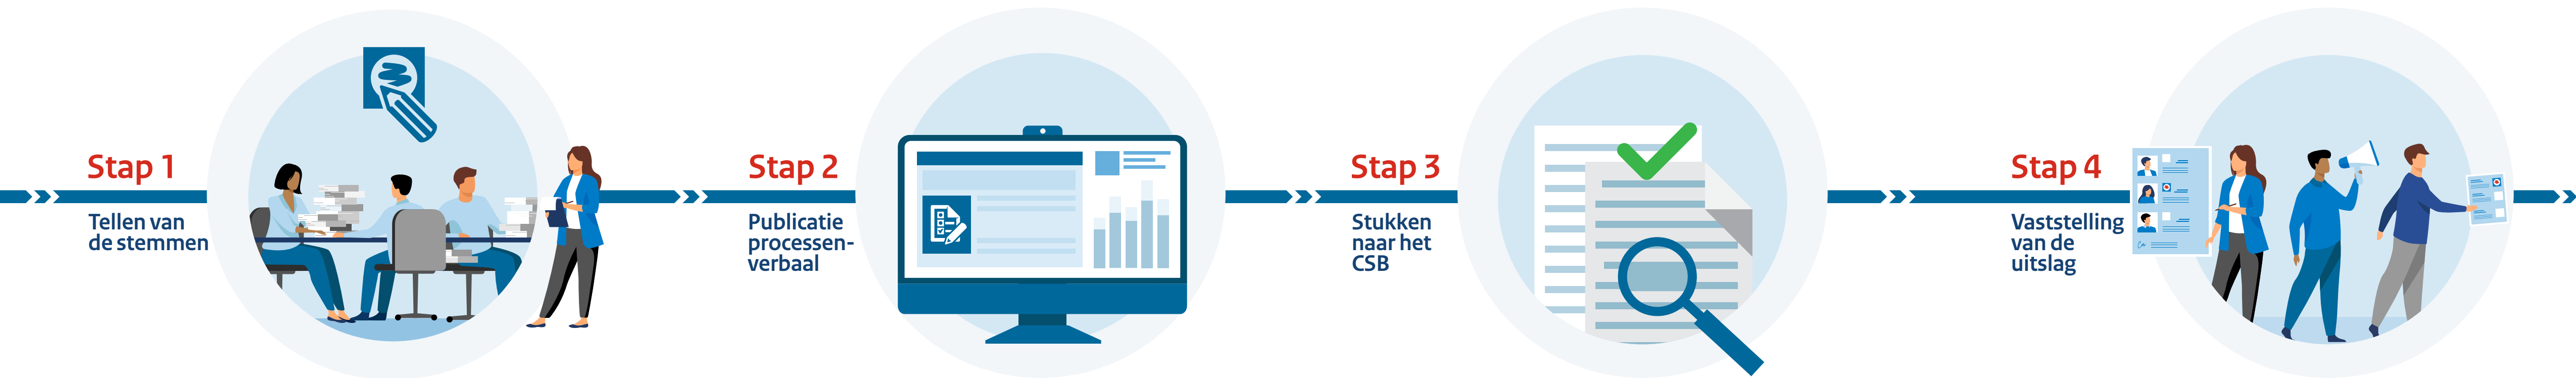 Stap 1
Tellen van
de stemmen
Stap 2
Publicatie
processen-
verbaal
Stap 3
Stukken
naar het
CSB
Stap 4
Vaststelling
van de
uitslag